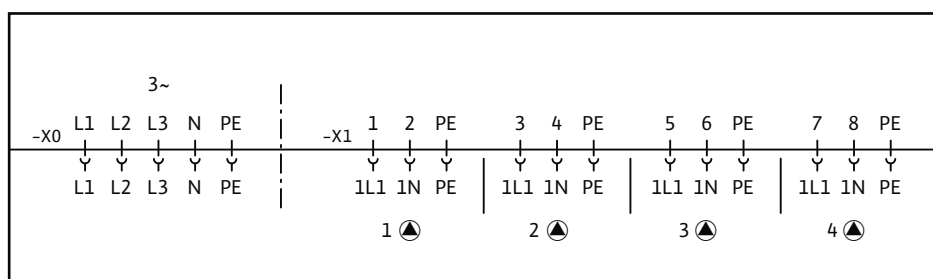 3~
-X0 L1 L2 L3 N PE -X1 1 2 PE 3 4 PE 5 6 PE 7 8 PE
L1 L2 L3 N PE 1L1 1N PE 1L1 1N PE 1L1 1N PE 1L1 1N PE
1 2 3 4